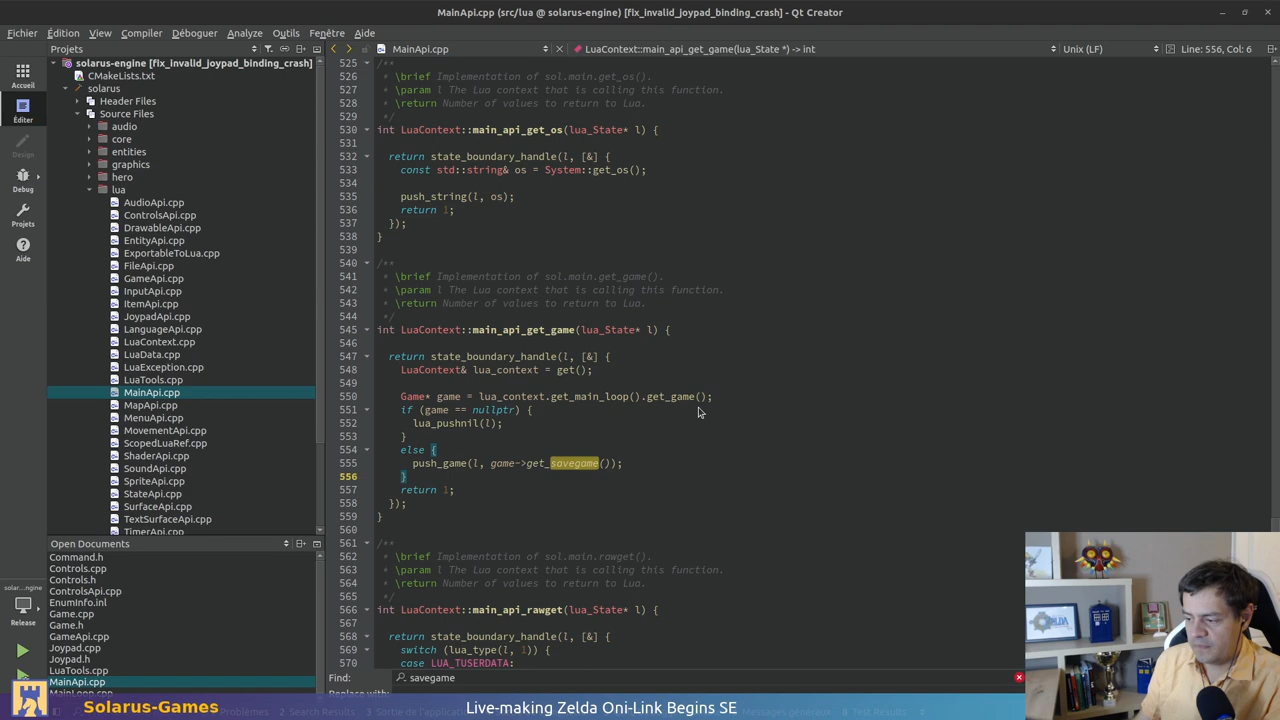 MainApi.cpp (src/lua @ solarus-engine) [fix_invalid_joypad_binding_crash] - Qt Creator
Fichier Édition View Compiler Déboguer Analyze Outils Fenêtre Aide
Projets
MainApi.cpp
LuaContext::main_api_get_game(lua_State *) -> int
Unix (LF)
Line: 556, Col: 6
Accueil
Éditer
Design
Debug
Projets
Aide
solar...ngine
Release
solarus-engine [fix_invalid_joypad_binding_crash]
CMakeLists.txt
solarus
Header Files
Source Files
audio
core
entities
graphics
hero
lua
AudioApi.cpp
ControlsApi.cpp
DrawableApi.cpp
EntityApi.cpp
ExportableToLua.cpp
FileApi.cpp
GameApi.cpp
InputApi.cpp
ItemApi.cpp
JoypadApi.cpp
LanguageApi.cpp
LuaContext.cpp
LuaData.cpp
LuaException.cpp
LuaTools.cpp
MainApi.cpp
MapApi.cpp
MenuApi.cpp
MovementApi.cpp
ScopedLuaRef.cpp
ShaderApi.cpp
SoundApi.cpp
SpriteApi.cpp
StateApi.cpp
SurfaceApi.cpp
TextSurfaceApi.cpp
TimerApi.cpp
Open Documents
Command.h
Controls.cpp
Controls.h
ControlsApi.cpp
EnumInfo.inl
Game.cpp
Game.h
GameApi.cpp
Joypad.cpp
Joypad.h
LuaTools.cpp
MainApi.cpp
MainLoop.cpp
525 /**
526  * \brief Implementation of sol.main.get_os().
527  * \param l The Lua context that is calling this function.
528  * \return Number of values to return to Lua.
529  */
530 int LuaContext::main_api_get_os(lua_State* l) {
531
532   return state_boundary_handle(l, [&] {
533     const std::string& os = System::get_os();
534
535     push_string(l, os);
536     return 1;
537   });
538 }
539
540 /**
541  * \brief Implementation of sol.main.get_game().
542  * \param l The Lua context that is calling this function.
543  * \return Number of values to return to Lua.
544  */
545 int LuaContext::main_api_get_game(lua_State* l) {
546
547   return state_boundary_handle(l, [&] {
548     LuaContext& lua_context = get();
549
550     Game* game = lua_context.get_main_loop().get_game();
551     if (game == nullptr) {
552       lua_pushnil(l);
553     }
554     else {
555       push_game(l, game->get_savegame());
556     }
557     return 1;
558   });
559 }
560
561 /**
562  * \brief Implementation of sol.main.rawget().
563  * \param l The Lua context that is calling this function.
564  * \return Number of values to return to Lua.
565  */
566 int LuaContext::main_api_rawget(lua_State* l) {
567
568   return state_boundary_handle(l, [&] {
569     switch (lua_type(l, 1)) {
570     case LUA_TUSERDATA:
Find: savegame
Replace with:
Solarus-Games
Live-making Zelda Oni-Link Begins SE